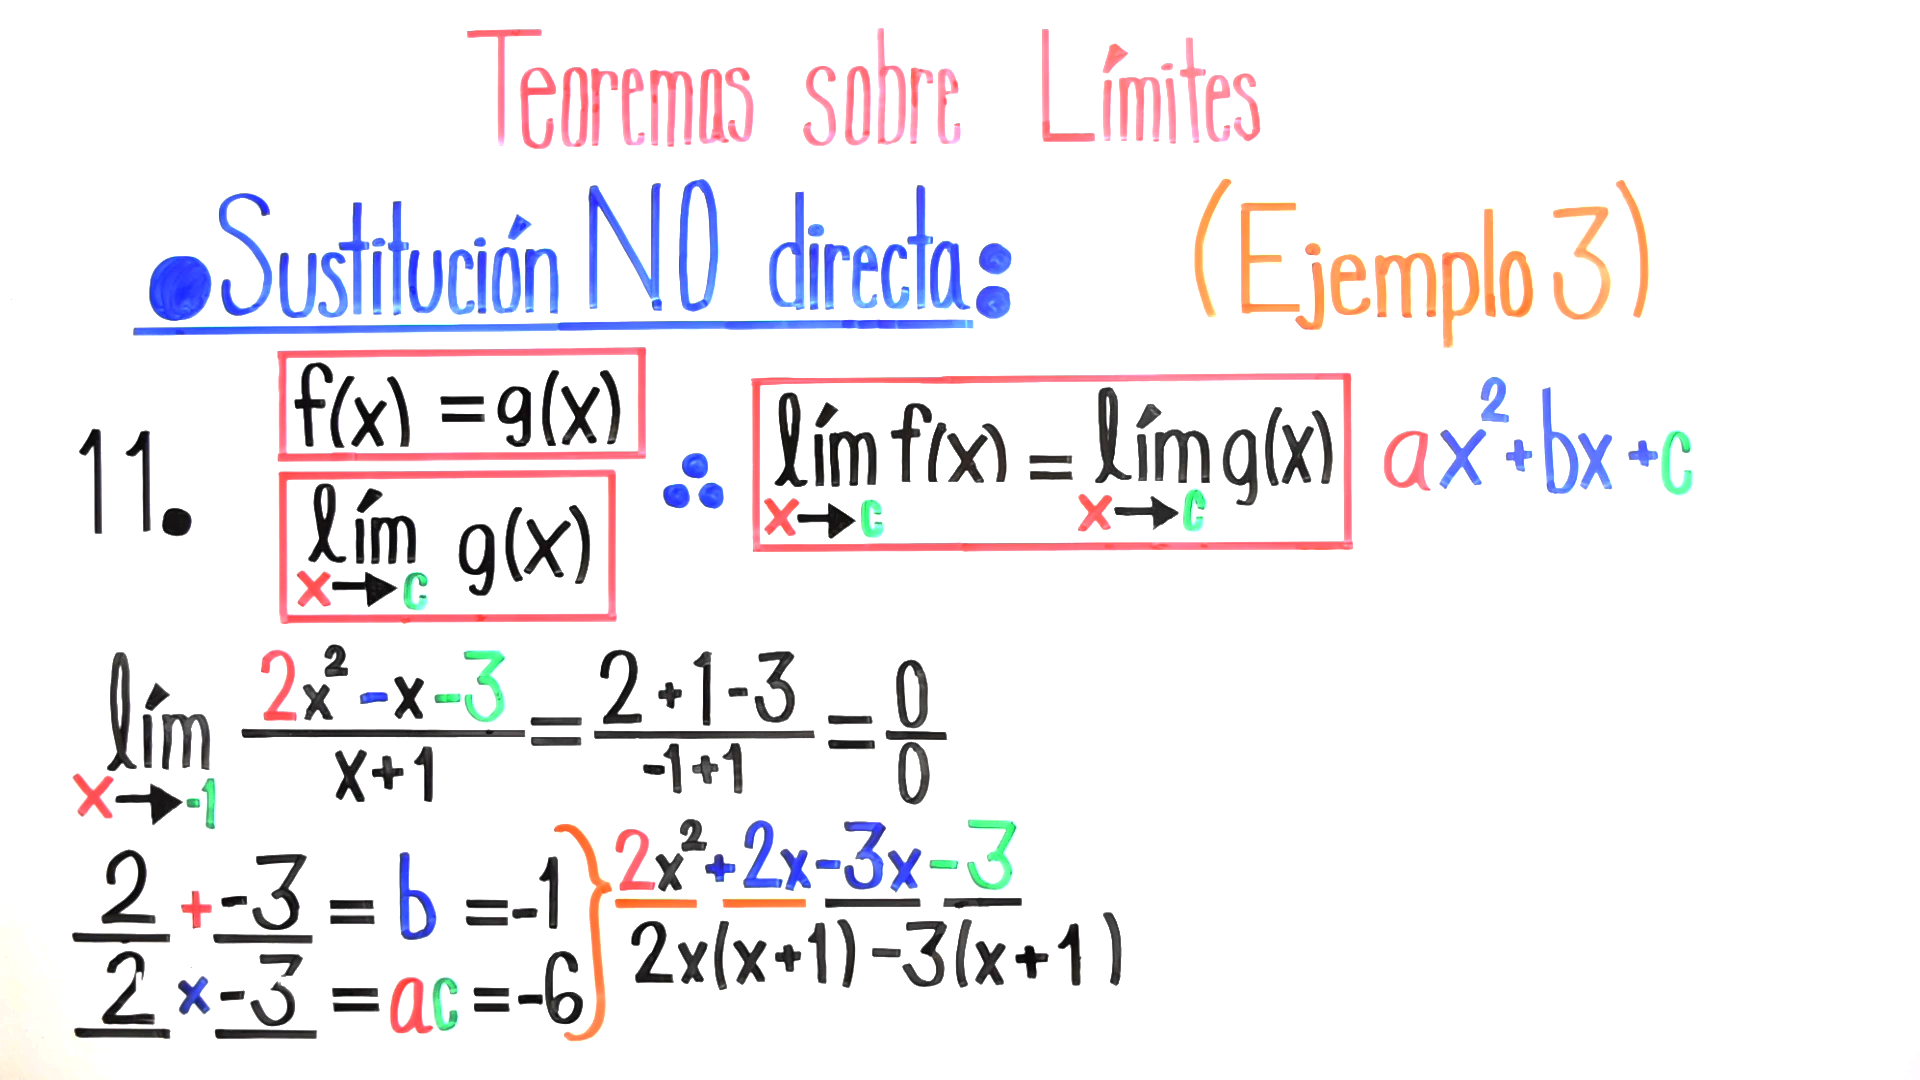 Teoremas sobre Límites
•Sustitución NO directa: (Ejemplo 3)
11. f(x) = g(x)
lím x→c g(x)
∴ lím x→c f(x) = lím x→c g(x) ax²+bx+c
lím x→-1 (2x²-x-3)/(x+1) = (2+1-3)/(-1+1) = 0/0
2 + -3 = b = -1
2 x -3 = ac = -6
} 2x²+2x-3x-3
2x(x+1)-3(x+1)